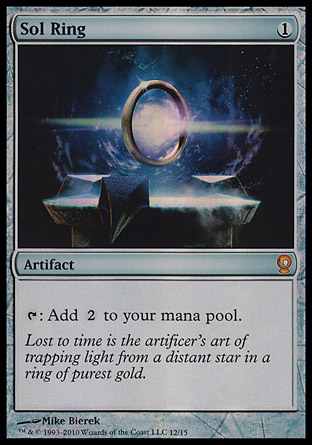 Sol Ring 1
Artifact
: Add 2 to your mana pool.
Lost to time is the artificer's art of
trapping light from a distant star in a
ring of purest gold.
Mike Bierek
™ & © 1993–2010 Wizards of the Coast LLC 12/15